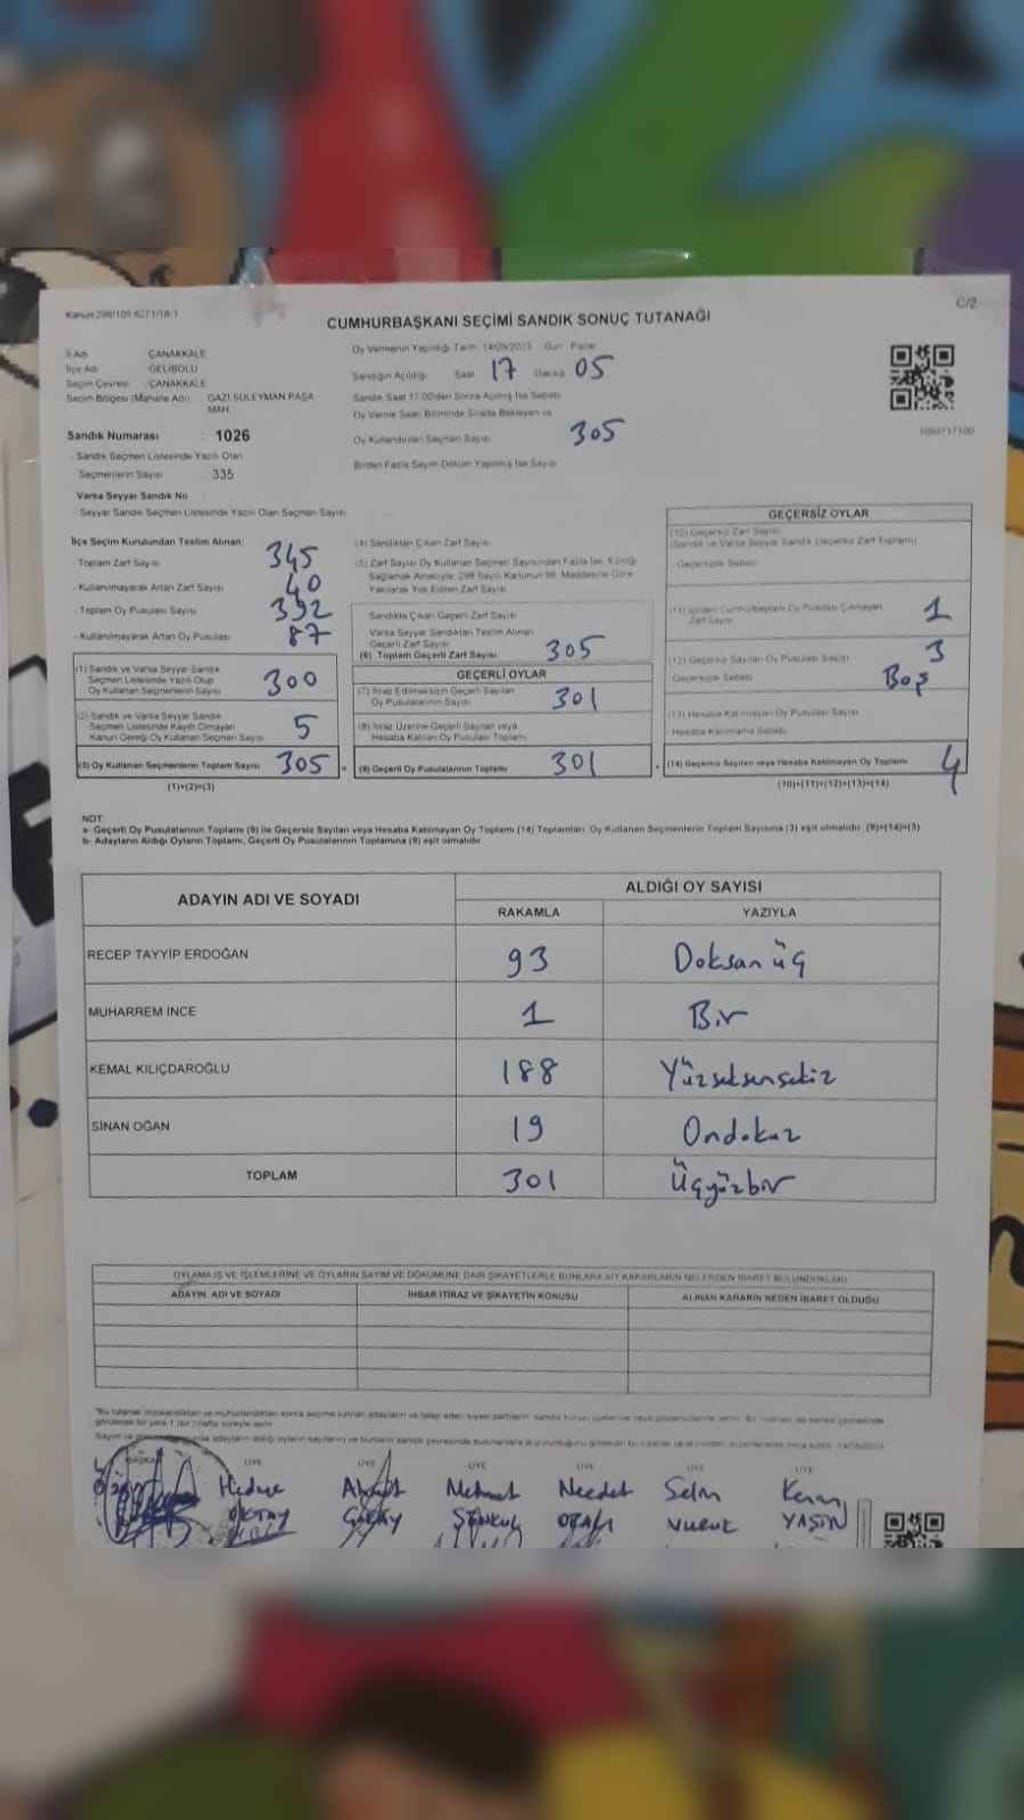 Kanun 298/105-6271/18/1
C/2
CUMHURBAŞKANI SEÇİMİ SANDIK SONUÇ TUTANAĞI
İl Adı : ÇANAKKALE
İlçe Adı : GELİBOLU
Seçim Çevresi : ÇANAKKALE
Seçim Bölgesi (Mahalle Adı) : GAZİ SÜLEYMAN PAŞA MAH.
Sandık Numarası : 1026
Sandık Seçmen Listesinde Yazılı Olan
Seçmenlerin Sayısı : 335
Varsa Seyyar Sandık No
Seyyar Sandık Seçmen Listesinde Yazılı Olan Seçmen Sayısı
Oy Vermenin Yapıldığı Tarih: 14/05/2023 Gün: Pazar
Sandığın Açıldığı Saat 17 Dakika 05
Sandık Saat 17:00'den Sonra Açılmış İse Sebebi
Oy Verme Saati Bitiminde Sırada Bekleyen ve
Oy Kullandırılan Seçmen Sayısı 305
Birden Fazla Sayım Döküm Yapılmış İse Sayısı
İlçe Seçim Kurulundan Teslim Alınan:
- Toplam Zarf Sayısı 345
- Kullanılmayarak Artan Zarf Sayısı 40
- Toplam Oy Pusulası Sayısı 392
- Kullanılmayarak Artan Oy Pusulası 87
(1) Sandık ve Varsa Seyyar Sandık
Seçmen Listesinde Yazılı Olup
Oy Kullanan Seçmenlerin Sayısı 300
(2) Sandık ve Varsa Seyyar Sandık
Seçmen Listesinde Kayıtlı Olmayan
Kanun Gereği Oy Kullanan Seçmen Sayısı 5
(3) Oy Kullanan Seçmenlerin Toplam Sayısı 305
(1)+(2)=(3)
(4) Sandıktan Çıkan Zarf Sayısı
(5) Zarf Sayısı Oy Kullanan Seçmen Sayısından Fazla İse, Eşitliği
Sağlamak Amacıyla; 298 Sayılı Kanunun 98. Maddesine Göre
Yakılarak Yok Edilen Zarf Sayısı
Sandıkta Çıkan Geçerli Zarf Sayısı
Varsa Seyyar Sandıktan Teslim Alınan
Geçerli Zarf Sayısı
(6) Toplam Geçerli Zarf Sayısı 305
GEÇERLİ OYLAR
(7) İtiraz Edilmeksizin Geçerli Sayılan
Oy Pusulalarının Sayısı 301
(8) İtiraz Üzerine Geçerli Sayılan veya
Hesaba Katılan Oy Pusulası Toplamı
(9) Geçerli Oy Pusulalarının Toplamı 301
GEÇERSİZ OYLAR
(10) Geçersiz Zarf Sayısı
(Sandık ve Varsa Seyyar Sandık Geçersiz Zarf Toplamı)
Geçersizlik Sebebi
(11) İçinden Cumhurbaşkanı Oy Pusulası Çıkmayan
Zarf Sayısı 1
(12) Geçersiz Sayılan Oy Pusulası Sayısı 3
Geçersizlik Sebebi Boş
(13) Hesaba Katılmayan Oy Pusulası Sayısı
Hesaba Katılmama Sebebi
(14) Geçersiz Sayılan veya Hesaba Katılmayan Oy Toplamı 4
(10)+(11)+(12)+(13)=(14)
NOT:
a- Geçerli Oy Pusulalarının Toplamı (9) ile Geçersiz Sayılan veya Hesaba Katılmayan Oy Toplamı (14) Toplamları, Oy Kullanan Seçmenlerin Toplam Sayısına (3) eşit olmalıdır. (9)+(14)=(3)
b- Adayların Aldığı Oyların Toplamı, Geçerli Oy Pusulalarının Toplamına (9) eşit olmalıdır.
ADAYIN ADI VE SOYADI
ALDIĞI OY SAYISI
RAKAMLA YAZIYLA
RECEP TAYYİP ERDOĞAN 93 Doksan üç
MUHARREM İNCE 1 Bir
KEMAL KILIÇDAROĞLU 188 Yüzseksensekiz
SİNAN OĞAN 19 Ondokuz
TOPLAM 301 Üçyüzbir
OYLAMA İŞ VE İŞLEMLERİNE VE OYLARIN SAYIM VE DÖKÜMÜNE DAİR ŞİKAYETLERLE BUNLARA AİT KARARLARIN NELERDEN İBARET BULUNDUKLARI
ADAYIN ADI VE SOYADI İHBAR İTİRAZ VE ŞİKAYETİN KONUSU ALINAN KARARIN NEDEN İBARET OLDUĞU
BAŞKAN ÜYE ÜYE ÜYE ÜYE ÜYE ÜYE
Hediye Mehmet Necdet Selin Kenan
OKTAY VURUK YAŞIN